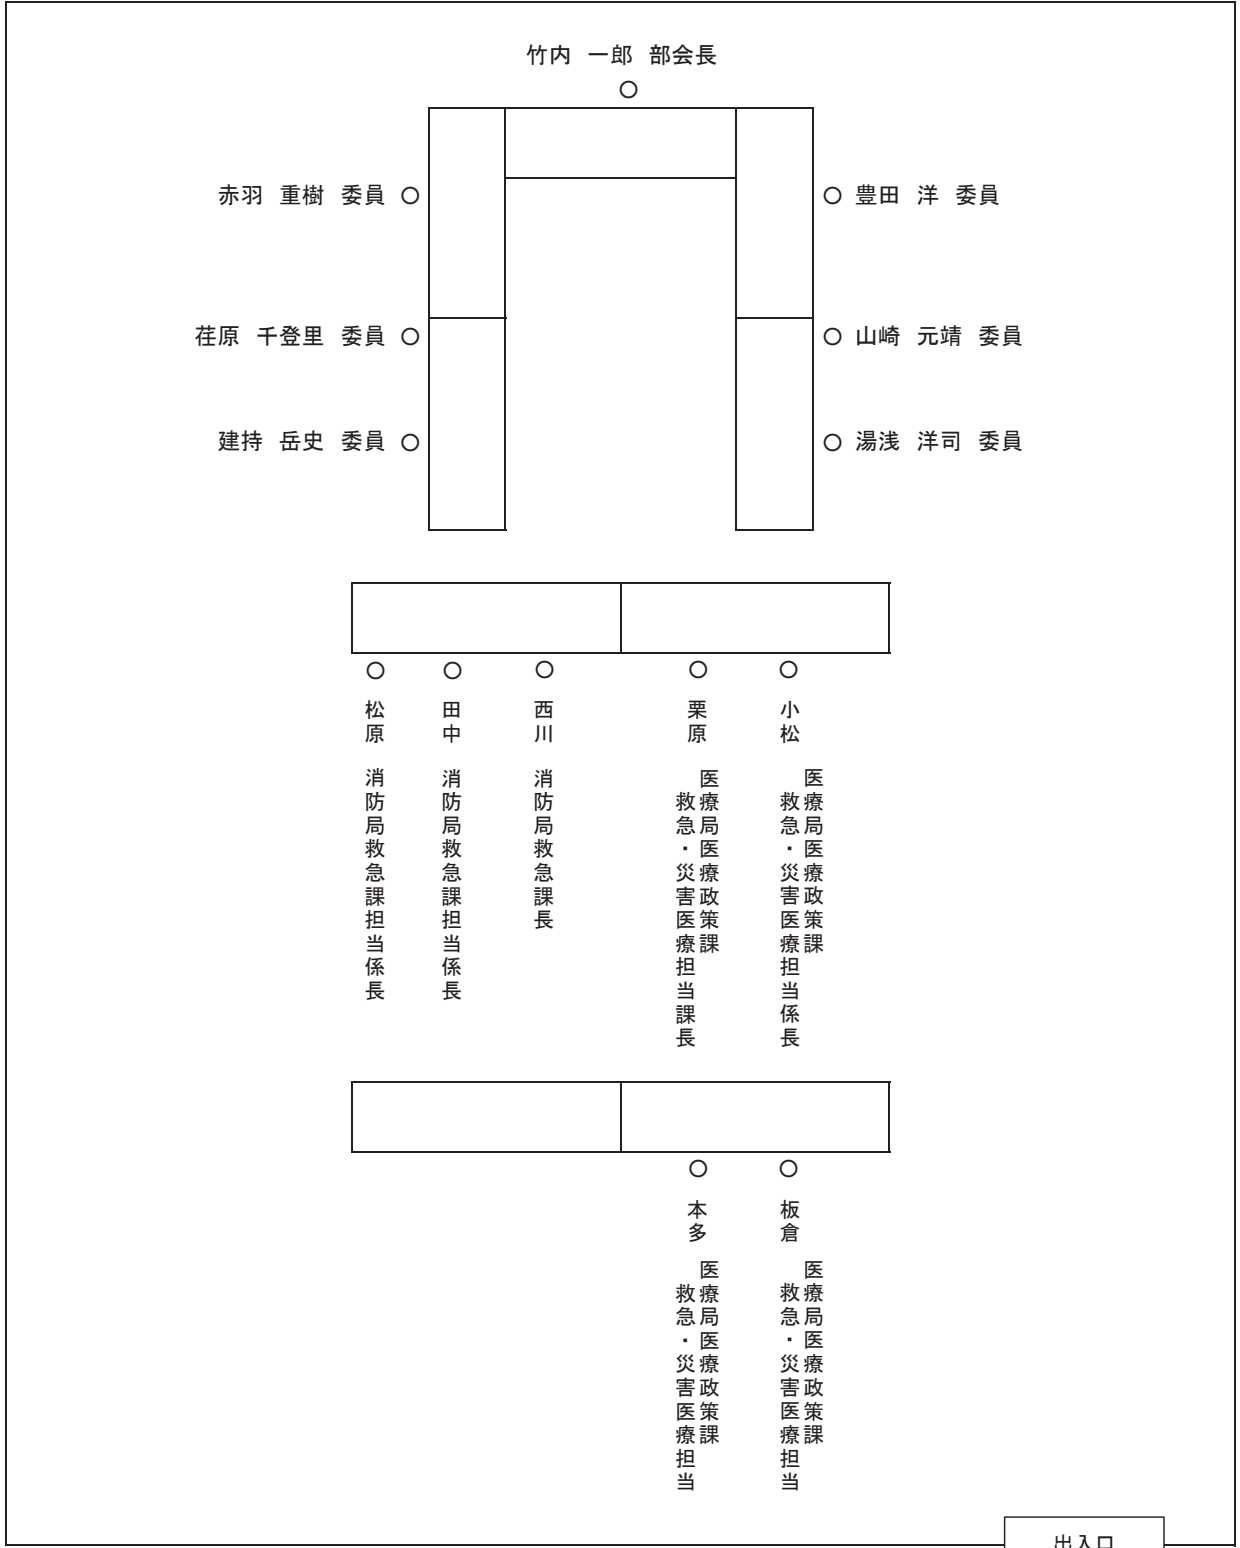 竹内 一郎 部会長
赤羽 重樹 委員
豊田 洋 委員
荏原 千登里 委員
山崎 元靖 委員
建持 岳史 委員
湯浅 洋司 委員
松原 消防局救急課担当係長
田中 消防局救急課担当係長
西川 消防局救急課長
栗原
医療局医療政策課
救急・災害医療担当課長
小松
医療局医療政策課
救急・災害医療担当係長
本多
医療局医療政策課
救急・災害医療担当
板倉
医療局医療政策課
救急・災害医療担当
出入口